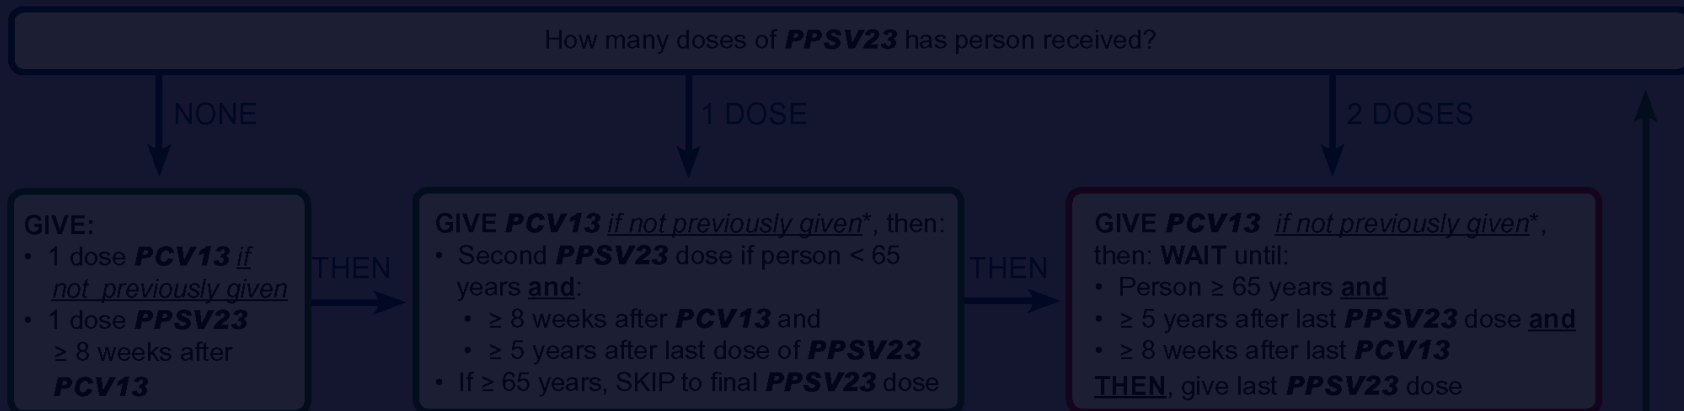 How many doses of PPSV23 has person received?
NONE
1 DOSE
2 DOSES
GIVE:
• 1 dose PCV13 if
not previously given
• 1 dose PPSV23
≥ 8 weeks after
PCV13
THEN
GIVE PCV13 if not previously given*, then:
• Second PPSV23 dose if person < 65
years and:
• ≥ 8 weeks after PCV13 and
• ≥ 5 years after last dose of PPSV23
• If ≥ 65 years, SKIP to final PPSV23 dose
THEN
GIVE PCV13 if not previously given*,
then: WAIT until:
• Person ≥ 65 years and
• ≥ 5 years after last PPSV23 dose and
• ≥ 8 weeks after last PCV13
THEN, give last PPSV23 dose